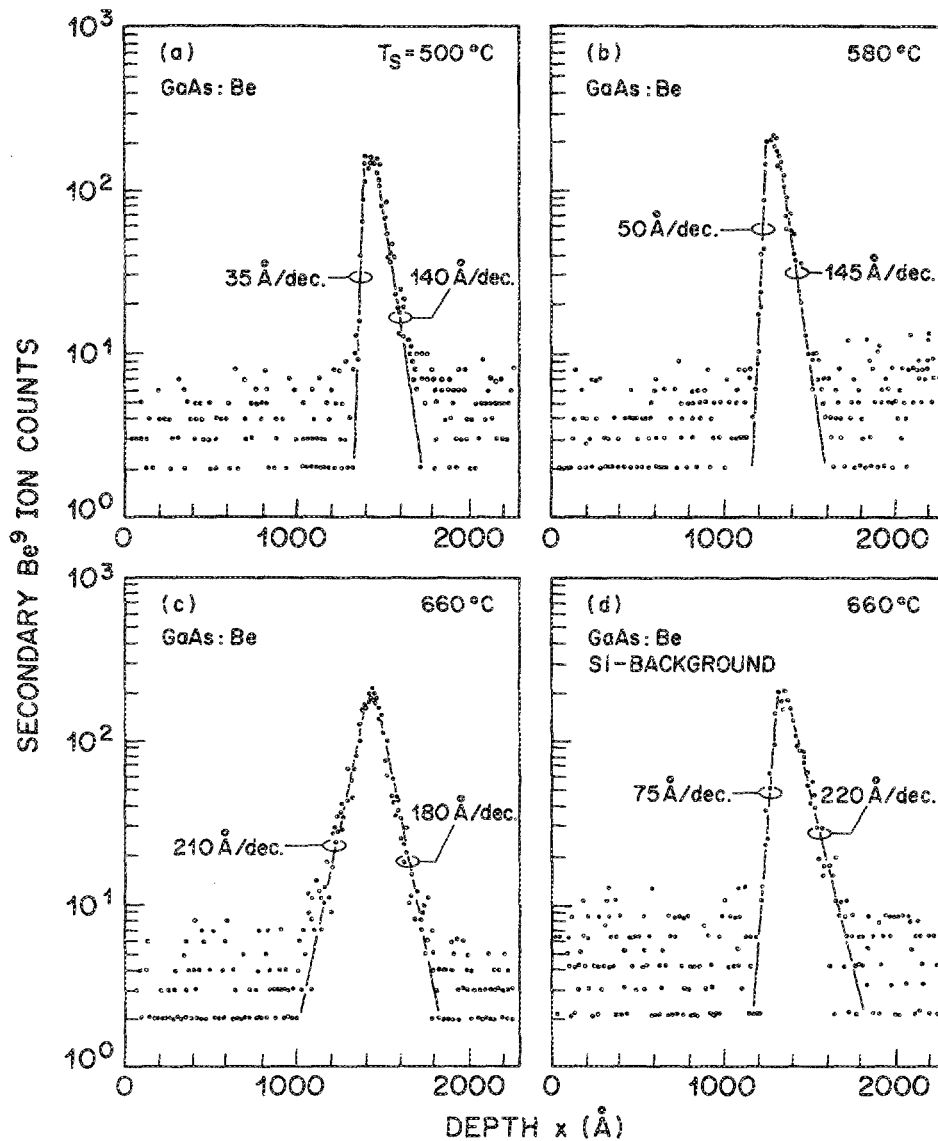 SECONDARY Be⁹ ION COUNTS
10³
10²
10¹
10⁰
(a) Tₛ=500 °C
GaAs: Be
35 Å/dec.
140 Å/dec.
0 1000 2000
(b) 580 °C
GaAs: Be
50 Å/dec.
145 Å/dec.
0 1000 2000
10³
10²
10¹
10⁰
(c) 660 °C
GaAs: Be
210 Å/dec.
180 Å/dec.
0 1000 2000
(d) 660 °C
GaAs: Be
Si-BACKGROUND
75 Å/dec.
220 Å/dec.
0 1000 2000
DEPTH x (Å)